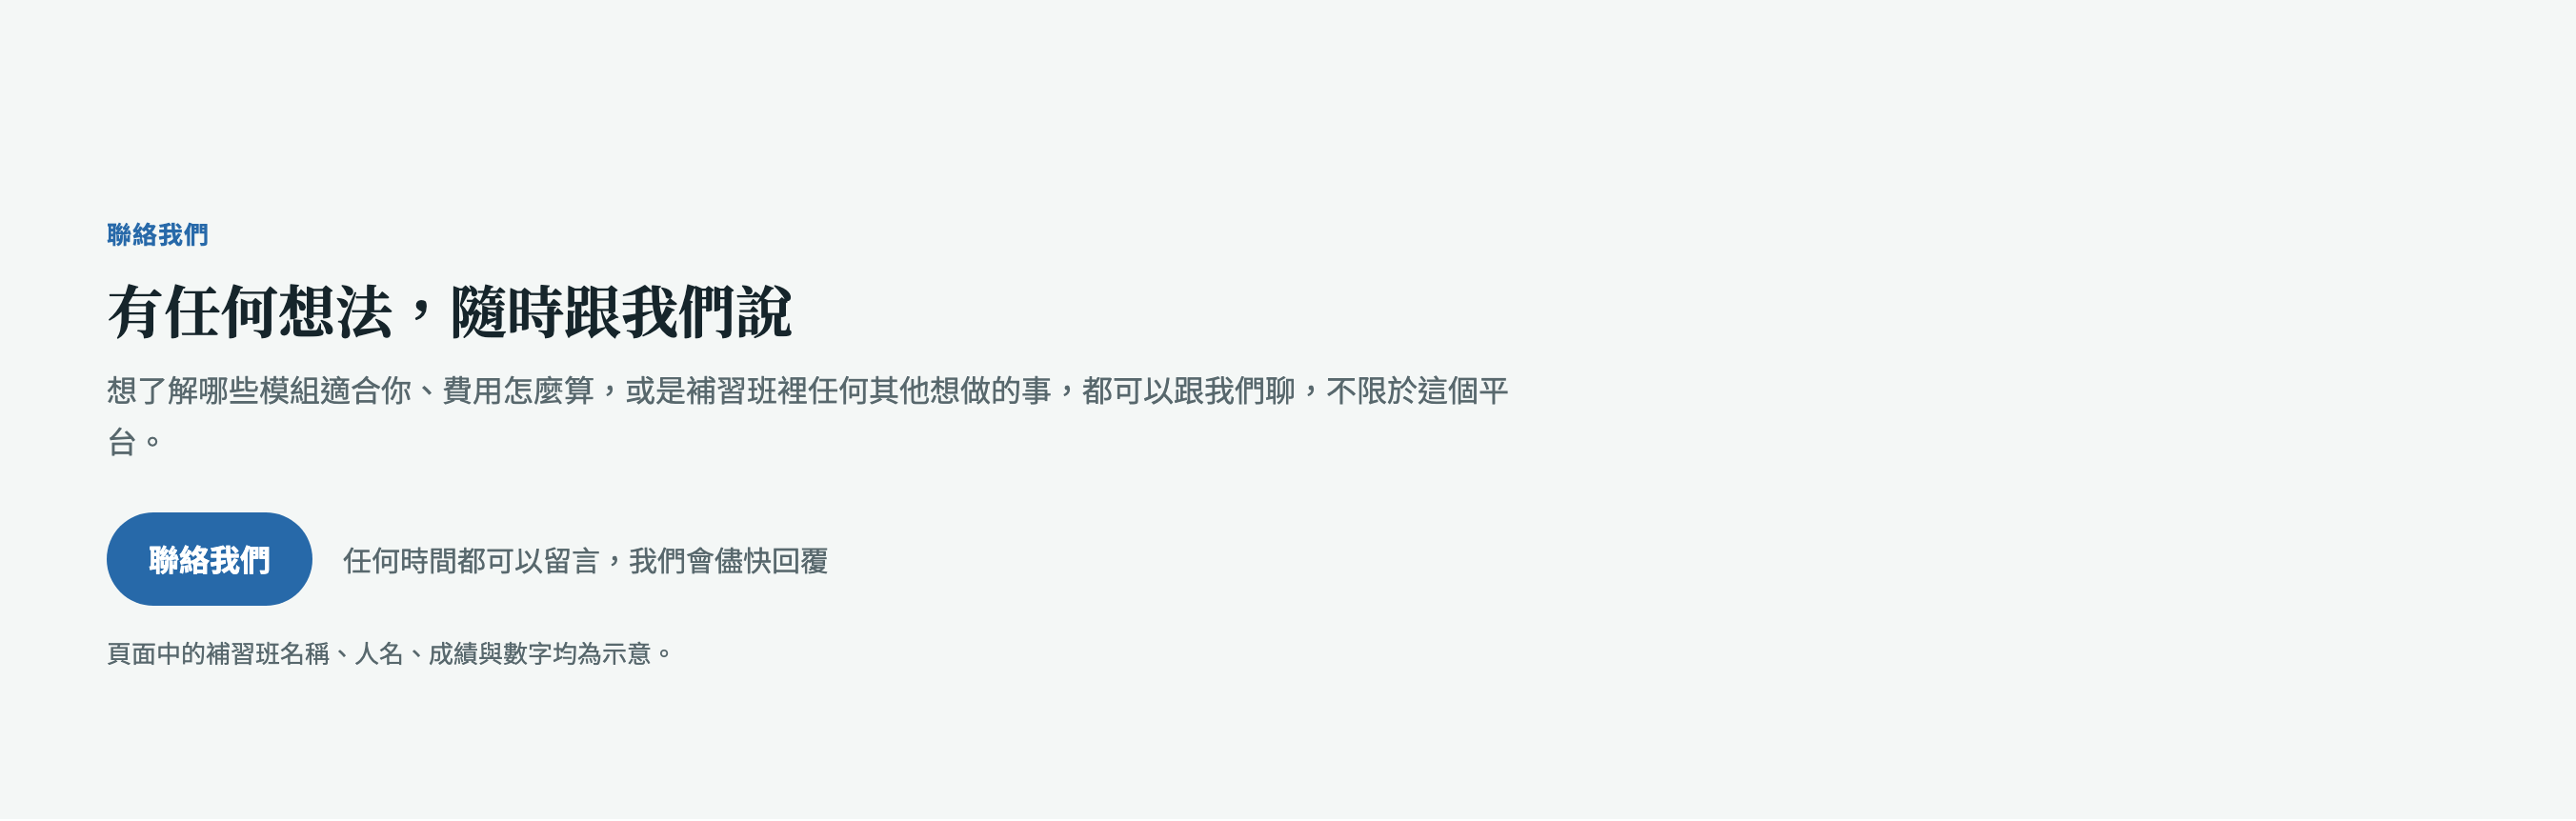 聯絡我們
有任何想法，隨時跟我們說
想了解哪些模組適合你、費用怎麼算，或是補習班裡任何其他想做的事，都可以跟我們聊，不限於這個平
台。
聯絡我們
任何時間都可以留言，我們會儘快回覆
頁面中的補習班名稱、人名、成績與數字均為示意。